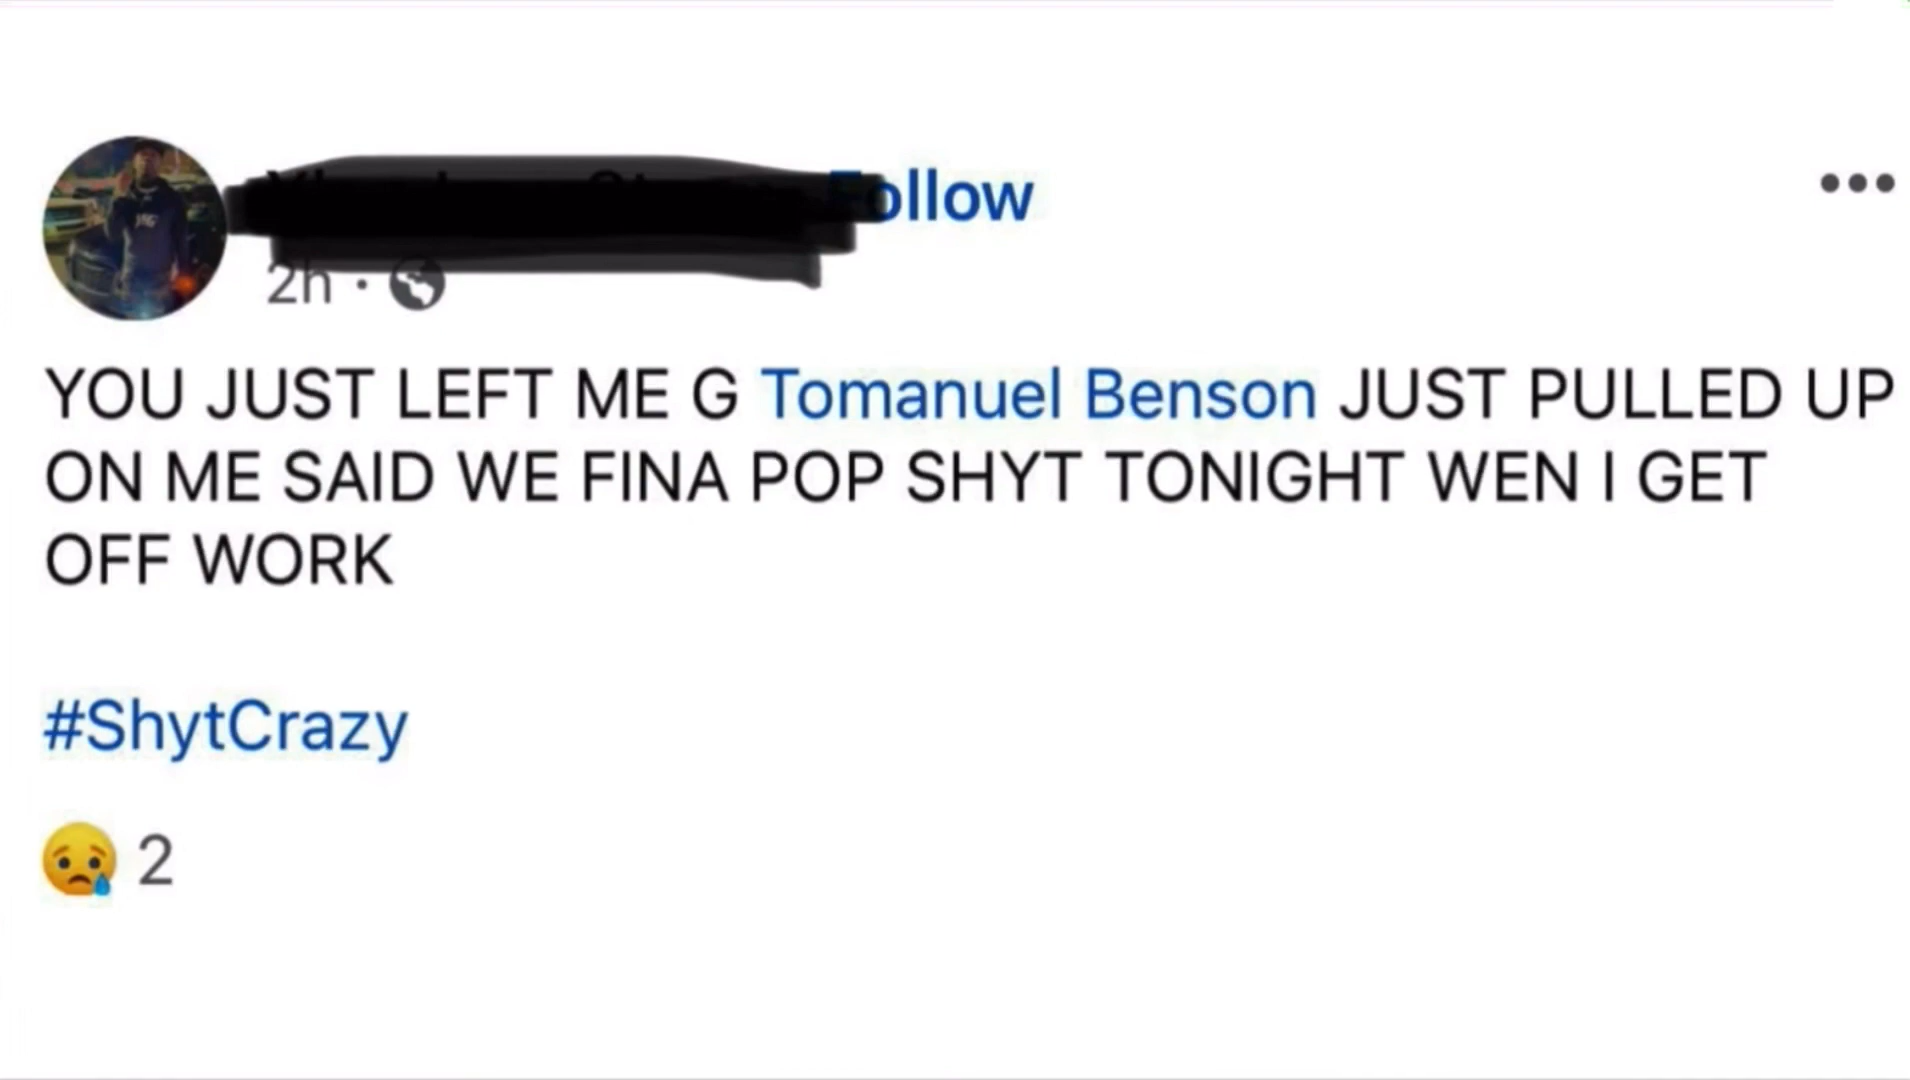 ollow
2h
YOU JUST LEFT ME G Tomanuel Benson JUST PULLED UP
ON ME SAID WE FINA POP SHYT TONIGHT WEN I GET
OFF WORK
#ShytCrazy
2